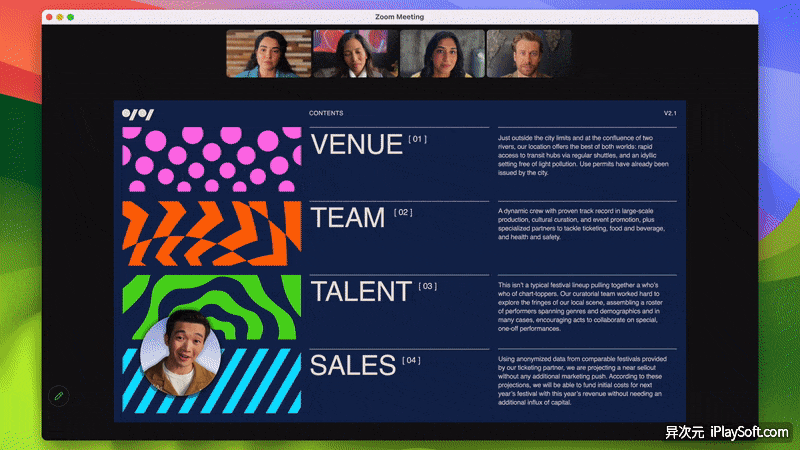 Zoom Meeting
CONTENTS
V2.1
VENUE [ 01 ]
Just outside the city limits and at the confluence of two
rivers, our location offers the best of both worlds: rapid
access to transit hubs via regular shuttles, and an idyllic
setting free of light pollution. Use permits have already been
issued by the city.
TEAM [ 02 ]
A dynamic crew with proven track record in large-scale
production, cultural curation, and event promotion, plus
specialized partners to tackle ticketing, food and beverage,
and health and safety.
TALENT [ 03 ]
This isn't a typical festival lineup pulling together a who's
who of chart-toppers. Our curatorial team worked hard to
explore the fringes of our local scene, assembling a roster
of performers spanning genres and demographics and in
many cases, encouraging acts to collaborate on special,
one-off performances.
SALES [ 04 ]
Using anonymized data from comparable festivals provided
by our ticketing partner, we are projecting a near sellout
without any additional marketing push. According to these
projections, we will be able to fund initial costs for next
year's festival with this year's revenue without needing an
additional influx of capital.
异次元 iPlaySoft.com